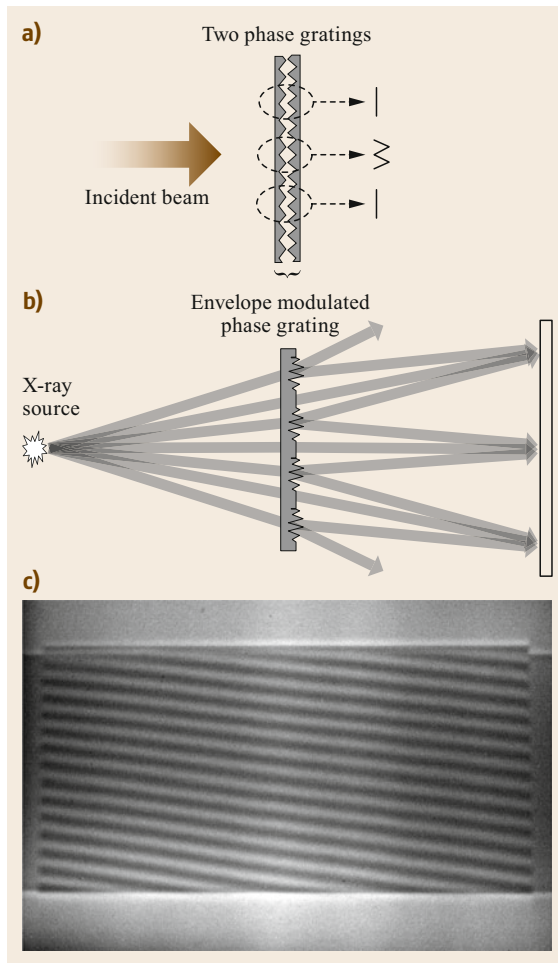 a)
Two phase gratings
Incident beam
b)
Envelope modulated
phase grating
X-ray
source
c)